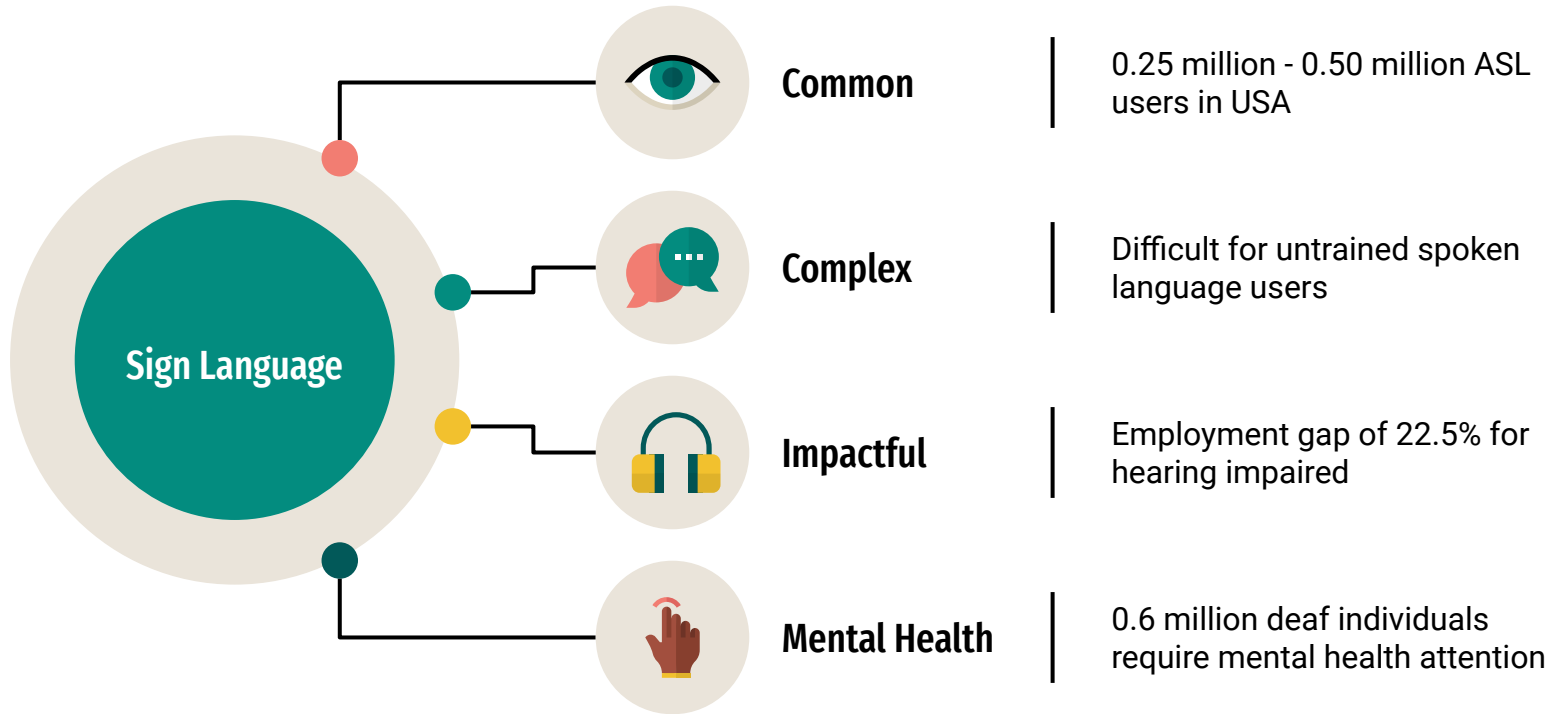 Sign Language
Common
0.25 million - 0.50 million ASL
users in USA
Complex
Difficult for untrained spoken
language users
Impactful
Employment gap of 22.5% for
hearing impaired
Mental Health
0.6 million deaf individuals
require mental health attention